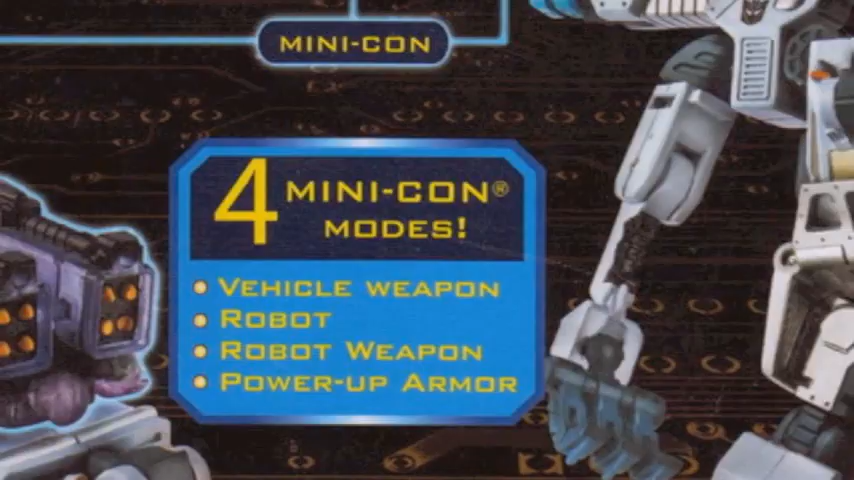 MINI-CON
4 MINI-CON®
MODES!
VEHICLE WEAPON
ROBOT
ROBOT WEAPON
POWER-UP ARMOR